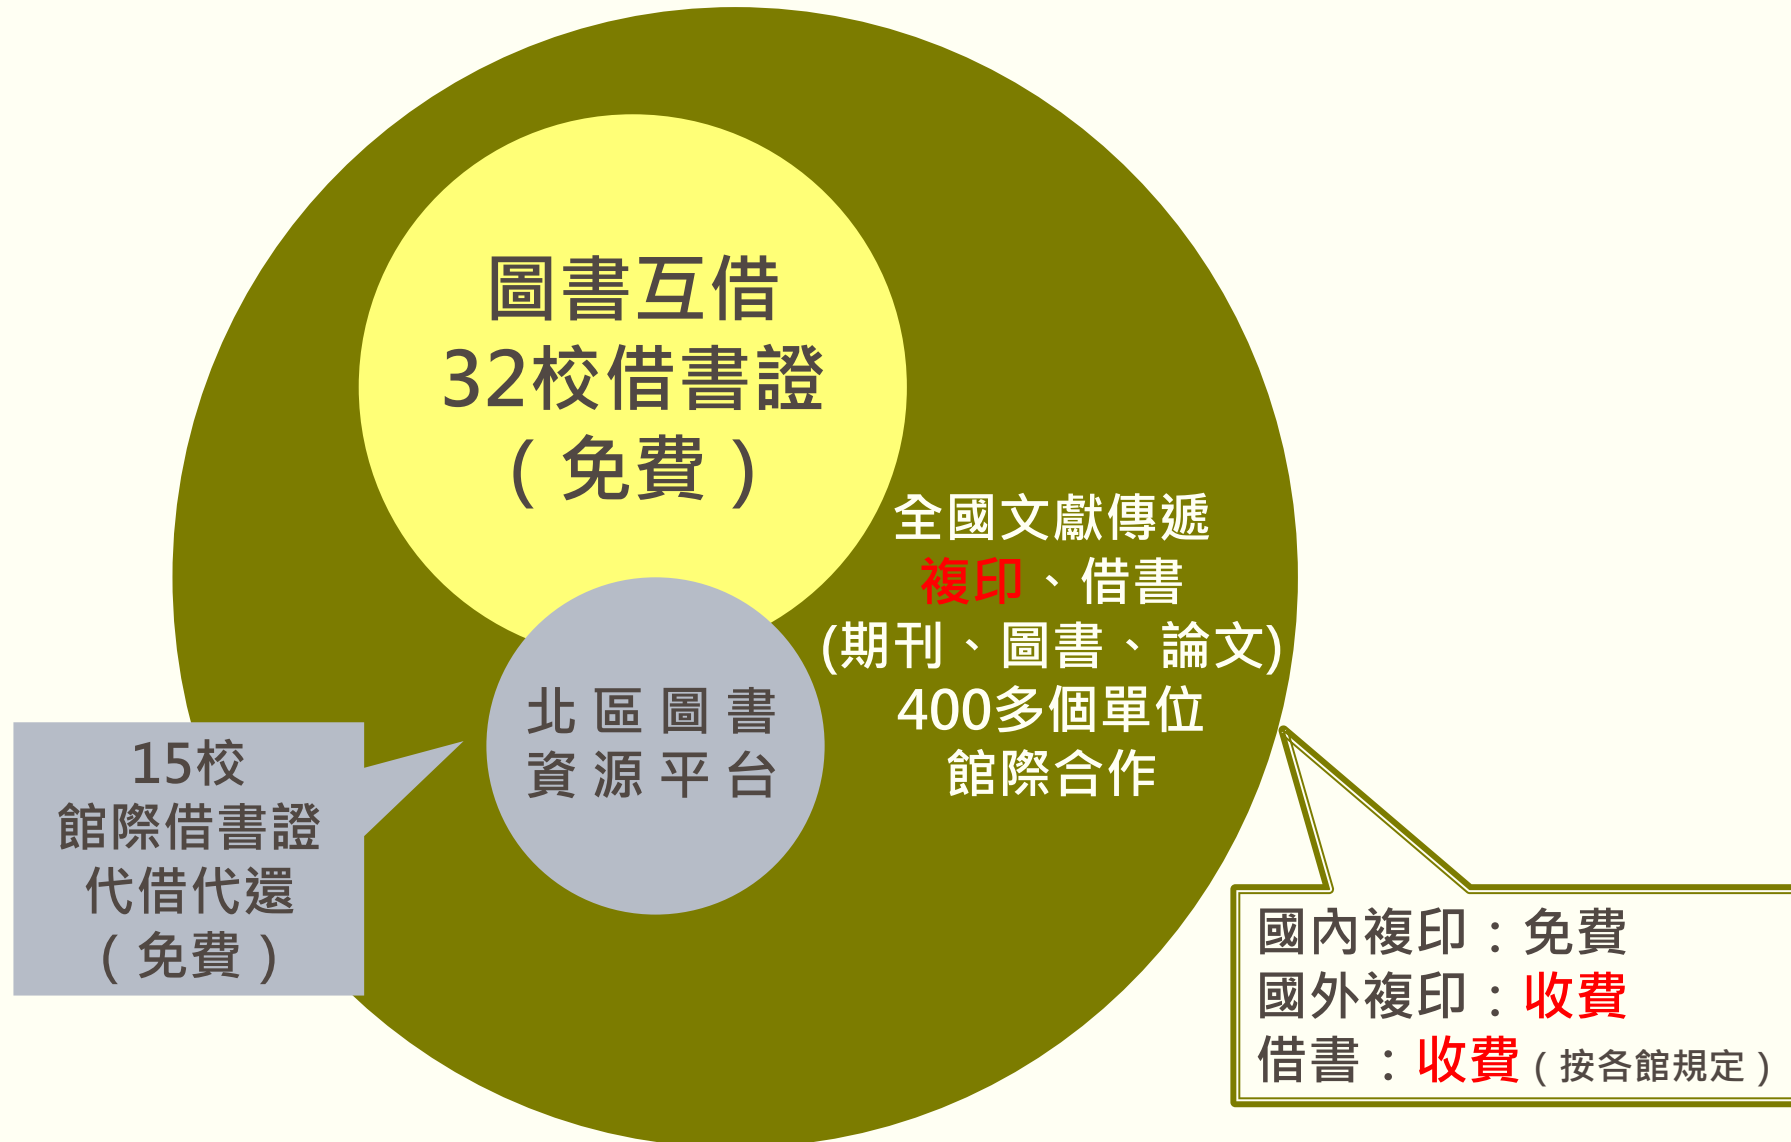 圖書互借
32校借書證
（免費）
全國文獻傳遞
複印、借書
(期刊、圖書、論文)
400多個單位
館際合作
北區圖書
資源平台
15校
館際借書證
代借代還
（免費）
國內複印：免費
國外複印：收費
借書：收費（按各館規定）